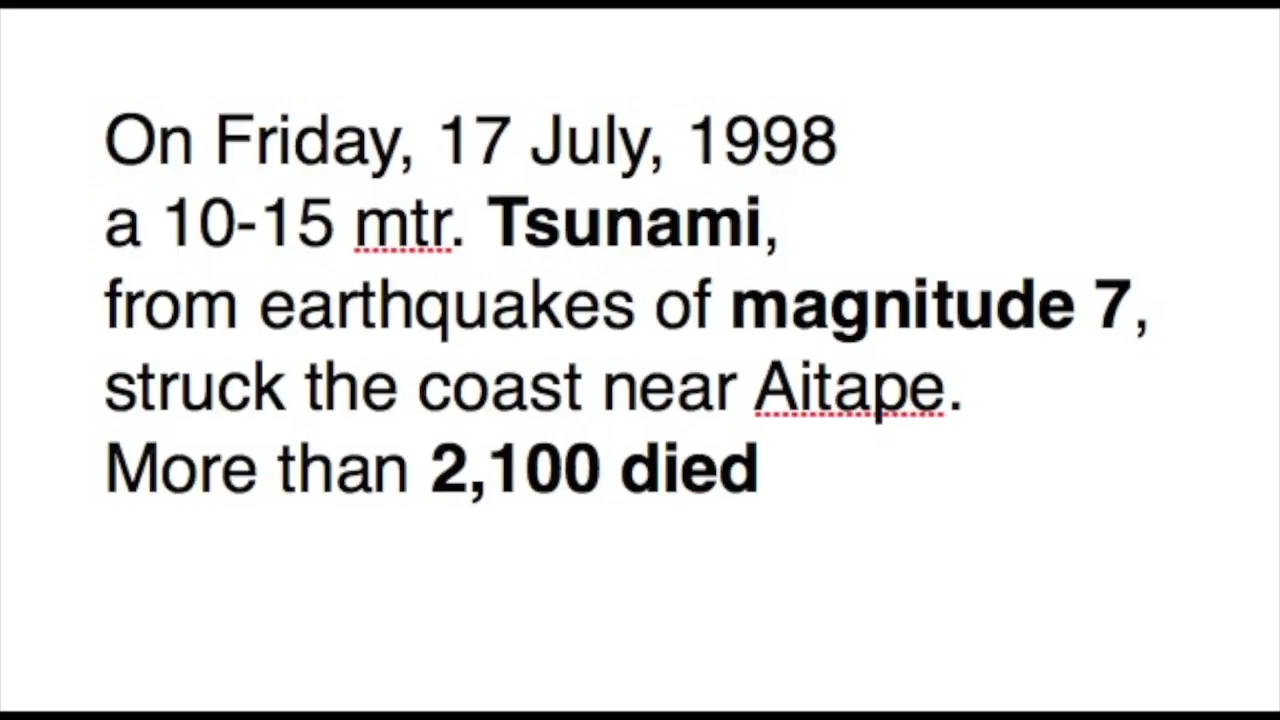 On Friday, 17 July, 1998
a 10-15 mtr. Tsunami,
from earthquakes of magnitude 7,
struck the coast near Aitape.
More than 2,100 died